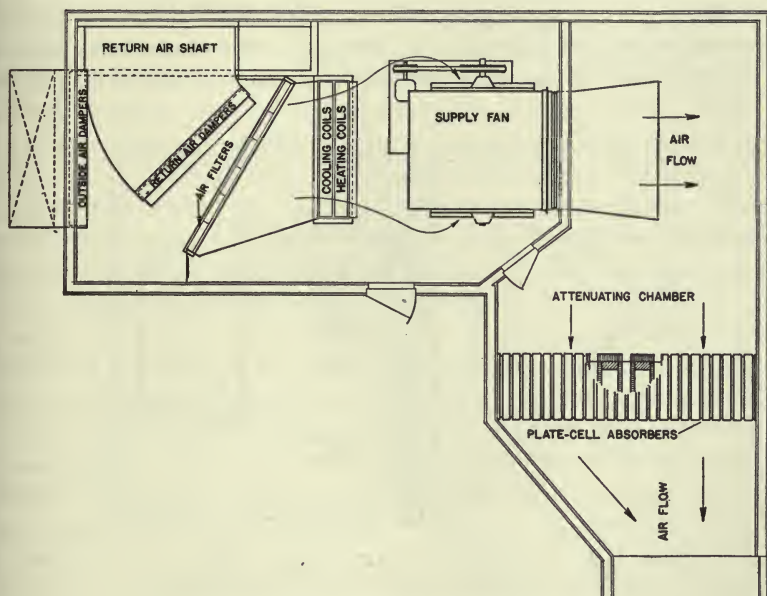 RETURN AIR SHAFT
OUTSIDE AIR DAMPERS
RETURN AIR DAMPERS
AIR FILTERS
COOLING COILS
HEATING COILS
SUPPLY FAN
AIR
FLOW
ATTENUATING CHAMBER
PLATE-CELL ABSORBERS
AIR FLOW